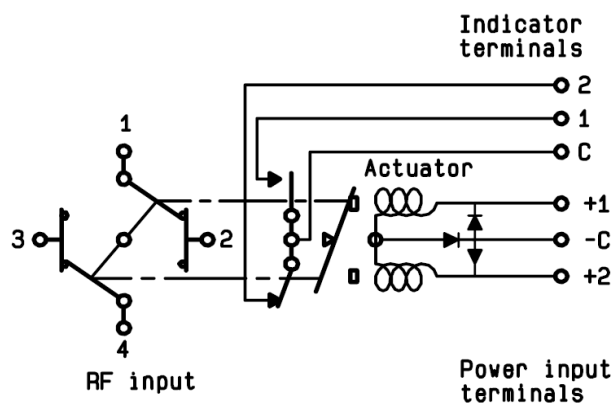 Indicator
terminals
2
1
C
1
Actuator
+1
3
2
-C
+2
4
RF input
Power input
terminals